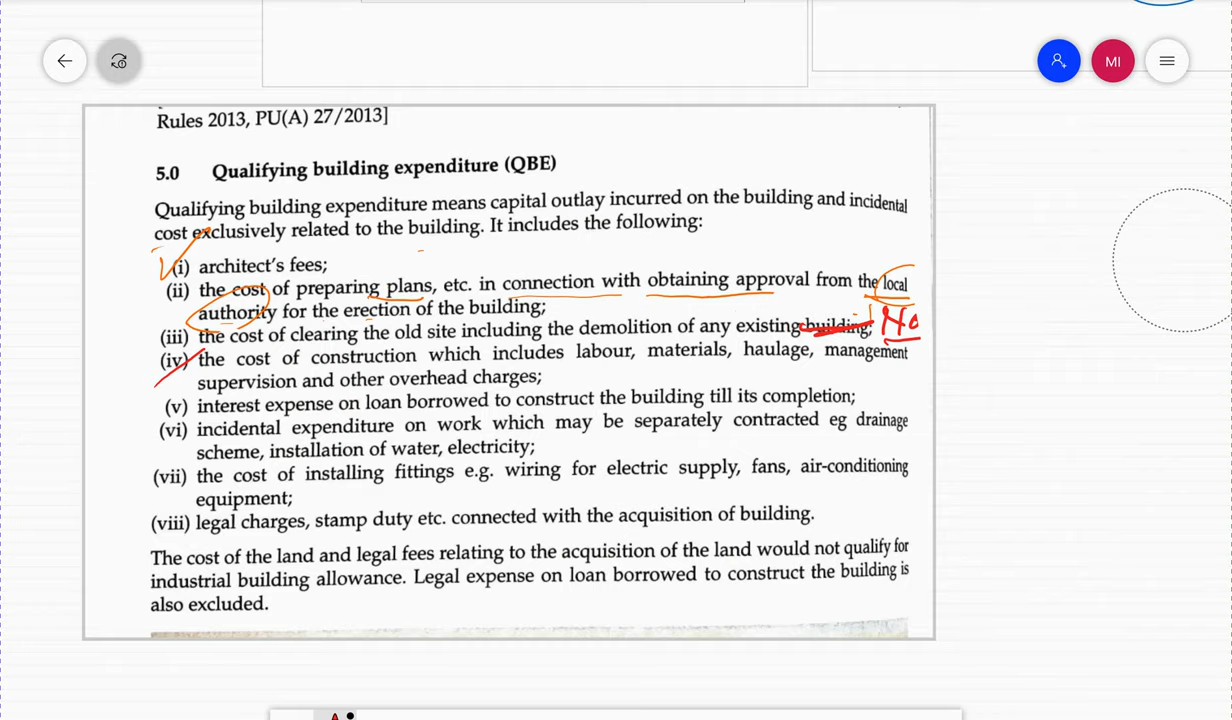 MI
Rules 2013, PU(A) 27/2013]
5.0 Qualifying building expenditure (QBE)
Qualifying building expenditure means capital outlay incurred on the building and incidental
cost exclusively related to the building. It includes the following:
(i) architect's fees;
(ii) the cost of preparing plans, etc. in connection with obtaining approval from the local
authority for the erection of the building;
(iii) the cost of clearing the old site including the demolition of any existing building; No
(iv) the cost of construction which includes labour, materials, haulage, management
supervision and other overhead charges;
(v) interest expense on loan borrowed to construct the building till its completion;
(vi) incidental expenditure on work which may be separately contracted eg drainage
scheme, installation of water, electricity;
(vii) the cost of installing fittings e.g. wiring for electric supply, fans, air-conditioning
equipment;
(viii) legal charges, stamp duty etc. connected with the acquisition of building.
The cost of the land and legal fees relating to the acquisition of the land would not qualify for
industrial building allowance. Legal expense on loan borrowed to construct the building is
also excluded.